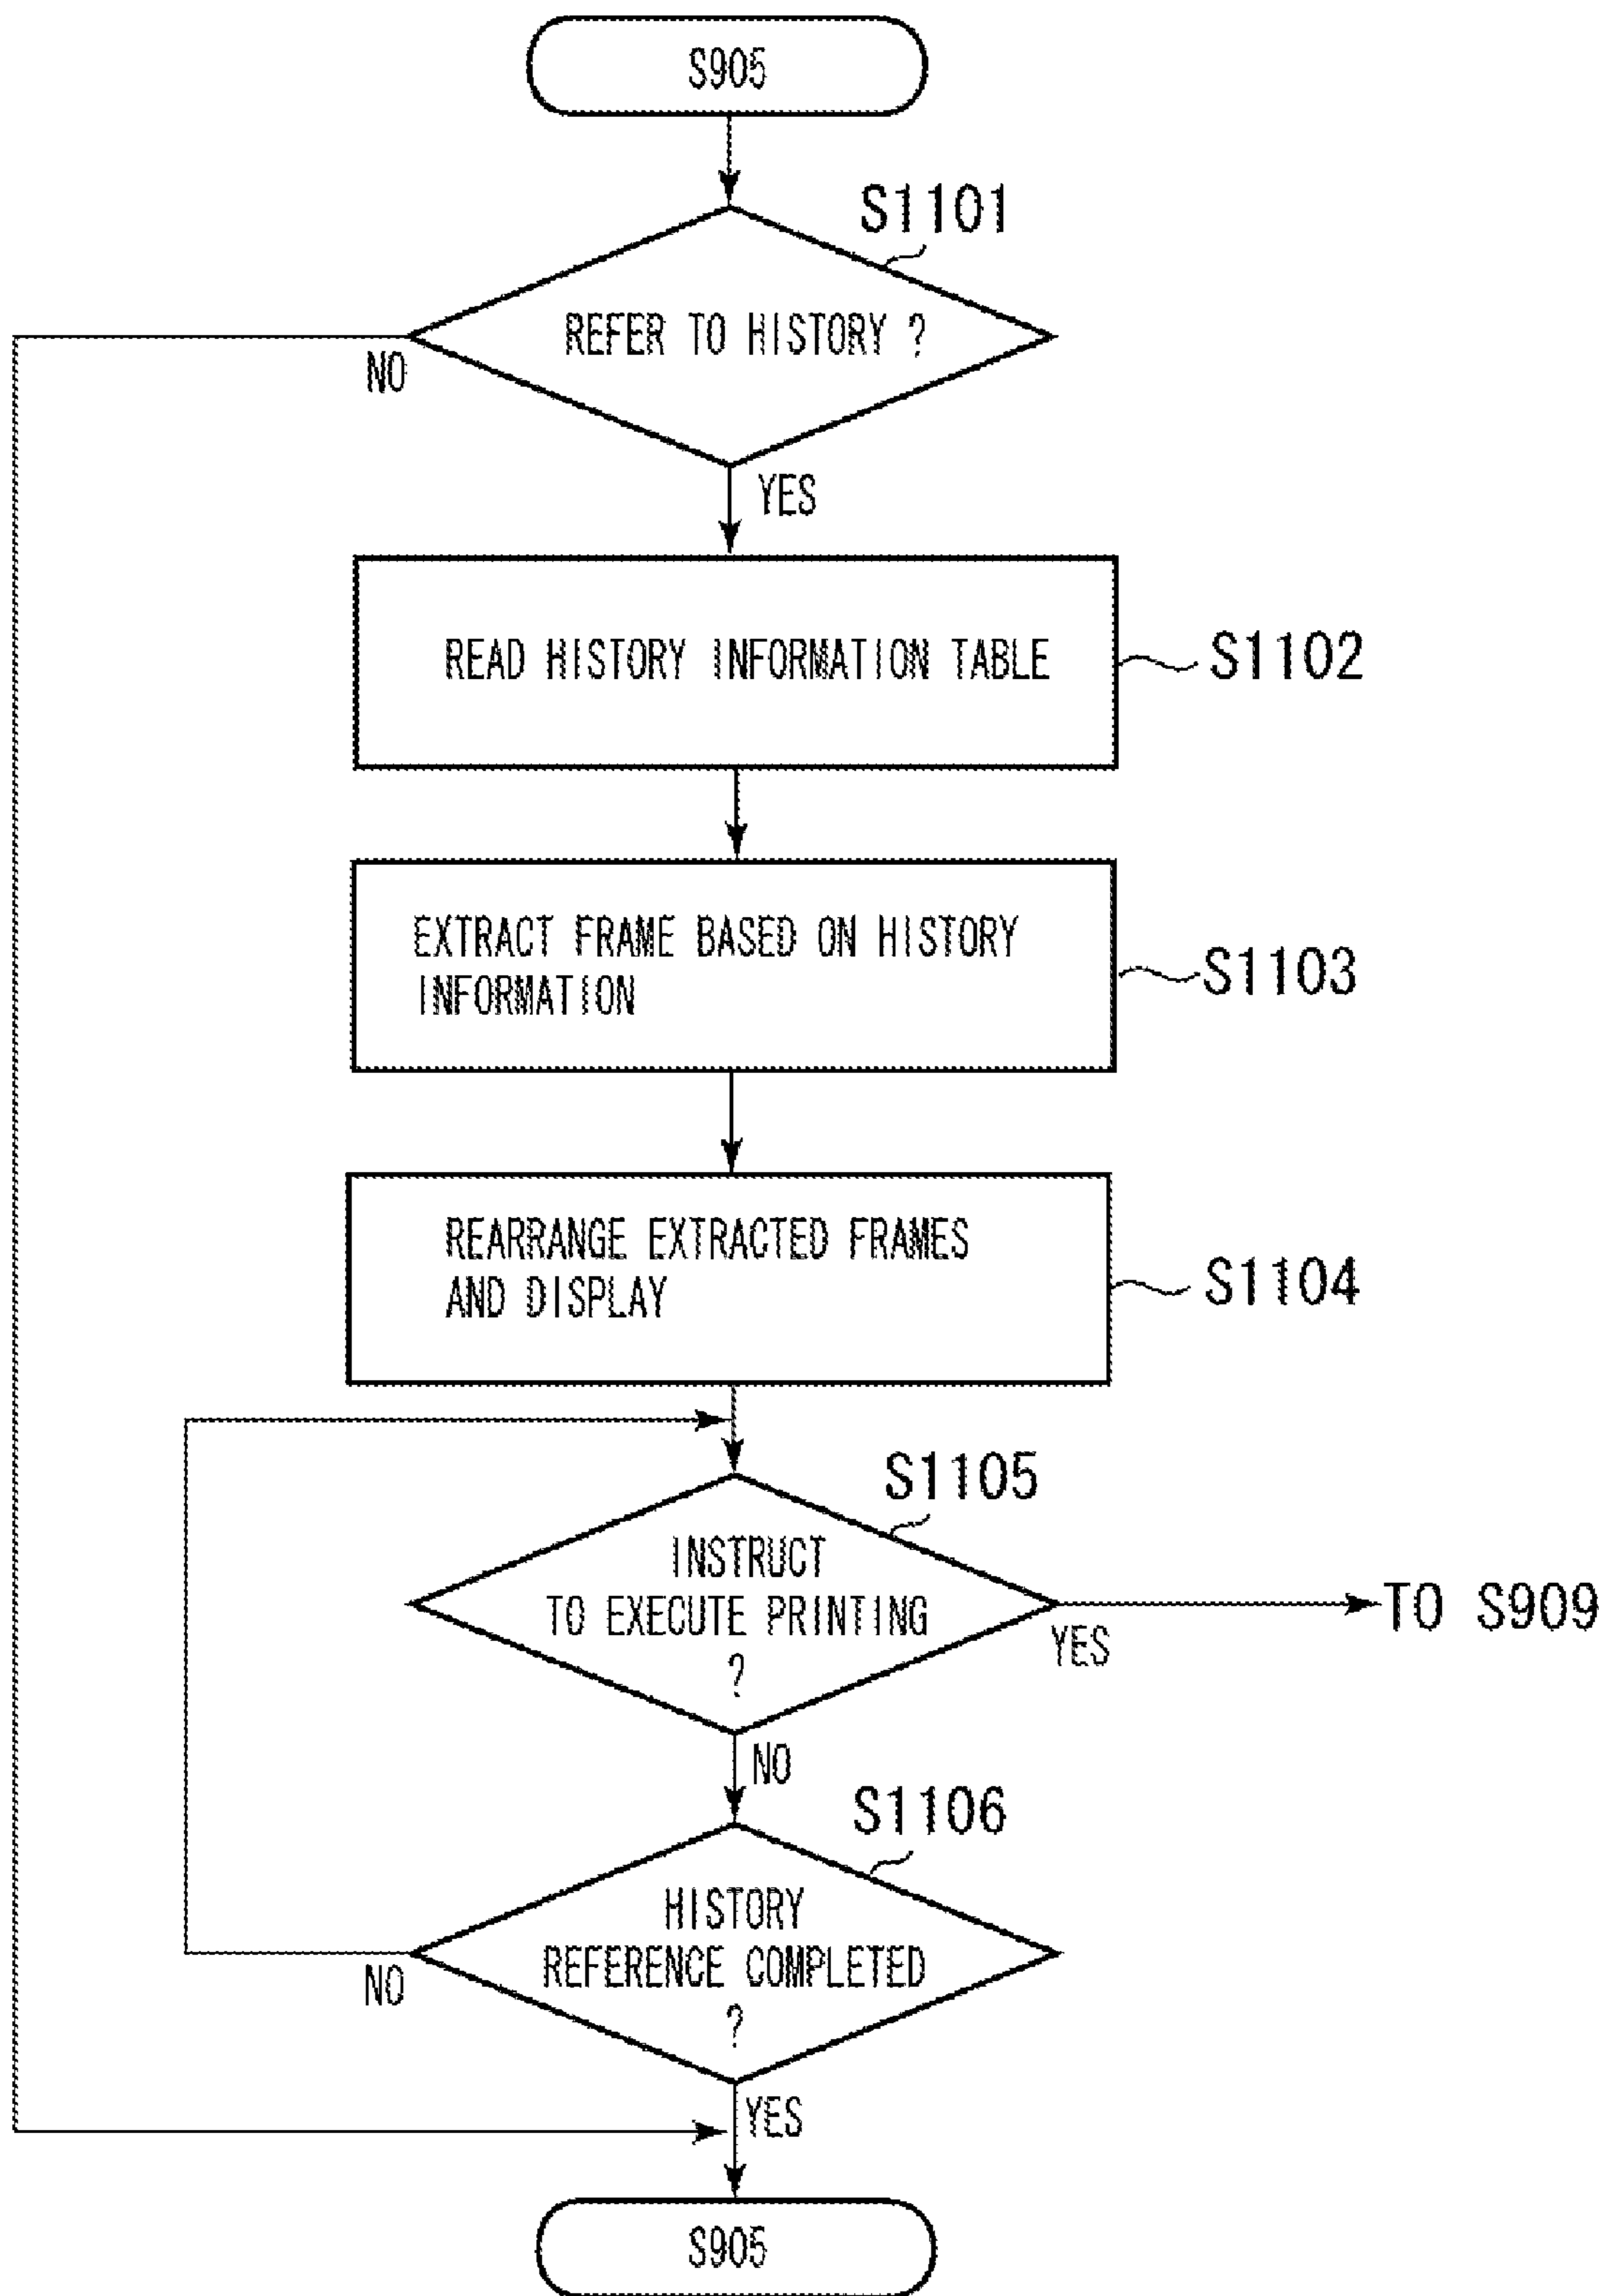 S905
S1101
REFER TO HISTORY ?
NO
YES
READ HISTORY INFORMATION TABLE
S1102
EXTRACT FRAME BASED ON HISTORY
INFORMATION
S1103
REARRANGE EXTRACTED FRAMES
AND DISPLAY
S1104
S1105
INSTRUCT
TO EXECUTE PRINTING
?
YES
TO S909
NO
S1106
HISTORY
REFERENCE COMPLETED
?
NO
YES
S905